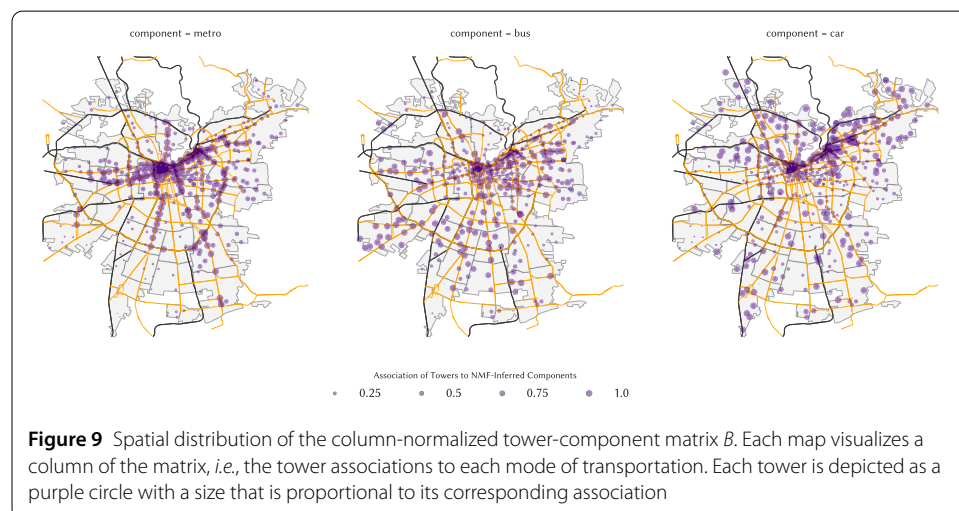 component – metro
component – bus
component – car
Association of Towers to NMF-Inferred Components
0.25 0.5 0.75 1.0
Figure 9 Spatial distribution of the column-normalized tower-component matrix B. Each map visualizes a
column of the matrix, i.e., the tower associations to each mode of transportation. Each tower is depicted as a
purple circle with a size that is proportional to its corresponding association